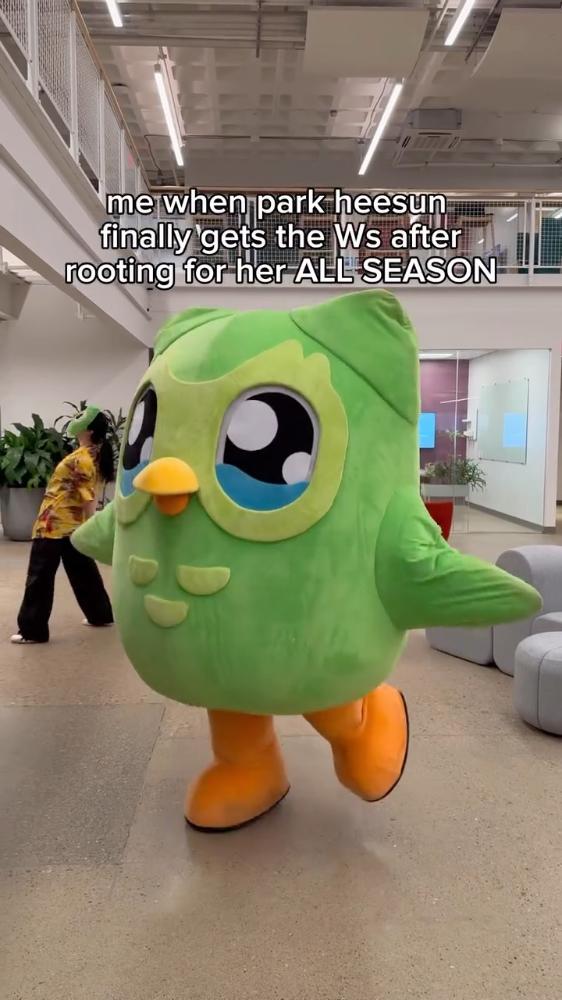 me when park heesun
finally gets the Ws after
rooting for her ALL SEASON